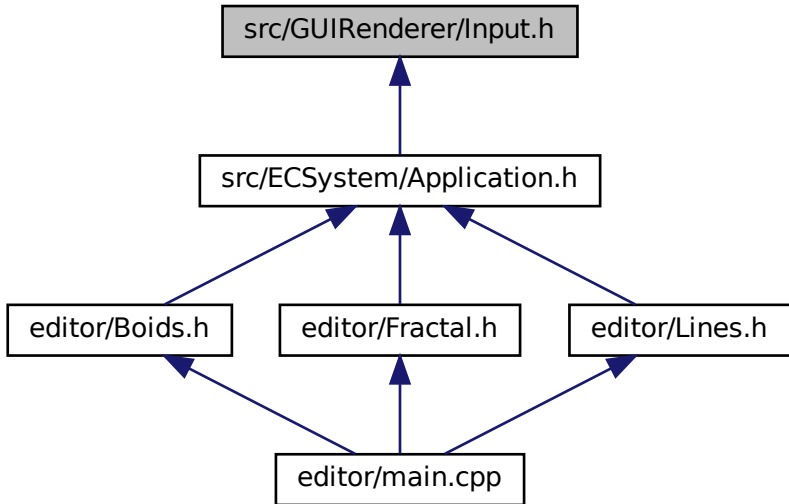 src/GUIRenderer/Input.h
src/ECSystem/Application.h
editor/Boids.h
editor/Fractal.h
editor/Lines.h
editor/main.cpp